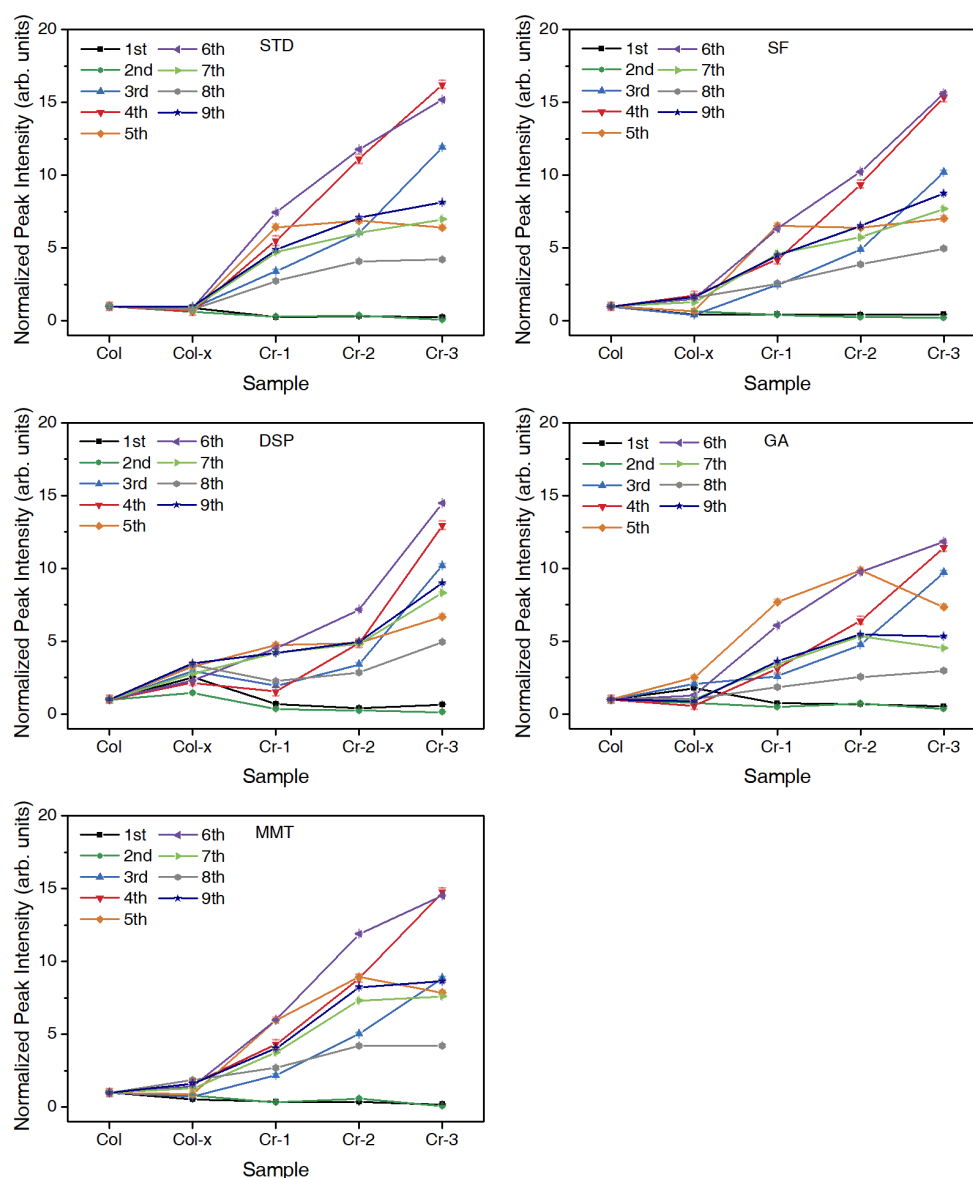 Normalized Peak Intensity (arb. units)
20
15
10
5
0
STD
1st
2nd
3rd
4th
5th
6th
7th
8th
9th
Col
Col-x
Cr-1
Cr-2
Cr-3
Sample
Normalized Peak Intensity (arb. units)
20
15
10
5
0
SF
1st
2nd
3rd
4th
5th
6th
7th
8th
9th
Col
Col-x
Cr-1
Cr-2
Cr-3
Sample
Normalized Peak Intensity (arb. units)
20
15
10
5
0
DSP
1st
2nd
3rd
4th
5th
6th
7th
8th
9th
Col
Col-x
Cr-1
Cr-2
Cr-3
Sample
Normalized Peak Intensity (arb. units)
20
15
10
5
0
GA
1st
2nd
3rd
4th
5th
6th
7th
8th
9th
Col
Col-x
Cr-1
Cr-2
Cr-3
Sample
Normalized Peak Intensity (arb. units)
20
15
10
5
0
MMT
1st
2nd
3rd
4th
5th
6th
7th
8th
9th
Col
Col-x
Cr-1
Cr-2
Cr-3
Sample